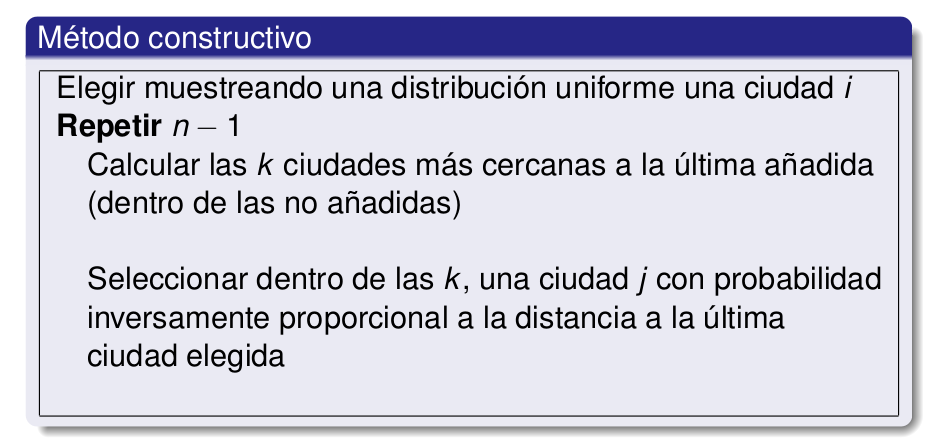 Método constructivo
Elegir muestreando una distribución uniforme una ciudad i
Repetir n − 1
Calcular las k ciudades más cercanas a la última añadida
(dentro de las no añadidas)
Seleccionar dentro de las k, una ciudad j con probabilidad
inversamente proporcional a la distancia a la última
ciudad elegida